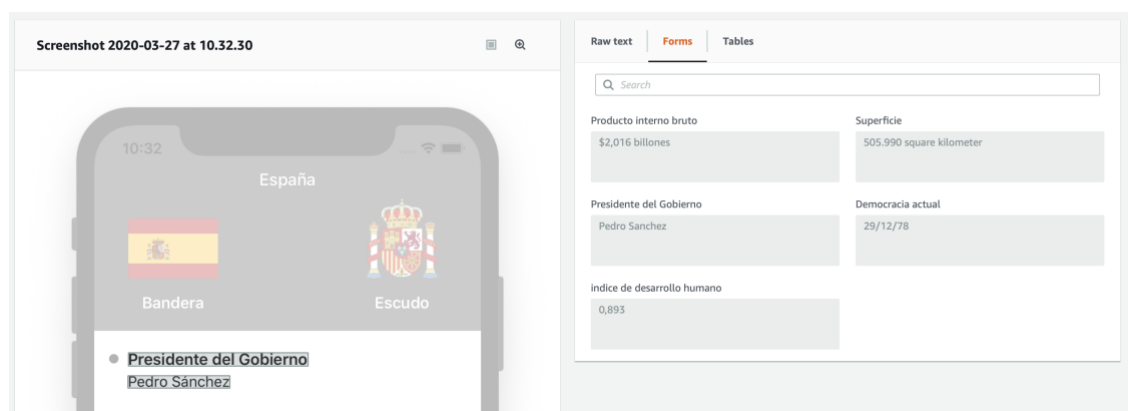 Screenshot 2020-03-27 at 10.32.30
10:32
España
Bandera
Escudo
Presidente del Gobierno
Pedro Sánchez
Raw text
Forms
Tables
Search
Producto interno bruto
$2,016 billones
Superficie
505.990 square kilometer
Presidente del Gobierno
Pedro Sanchez
Democracia actual
29/12/78
indice de desarrollo humano
0,893